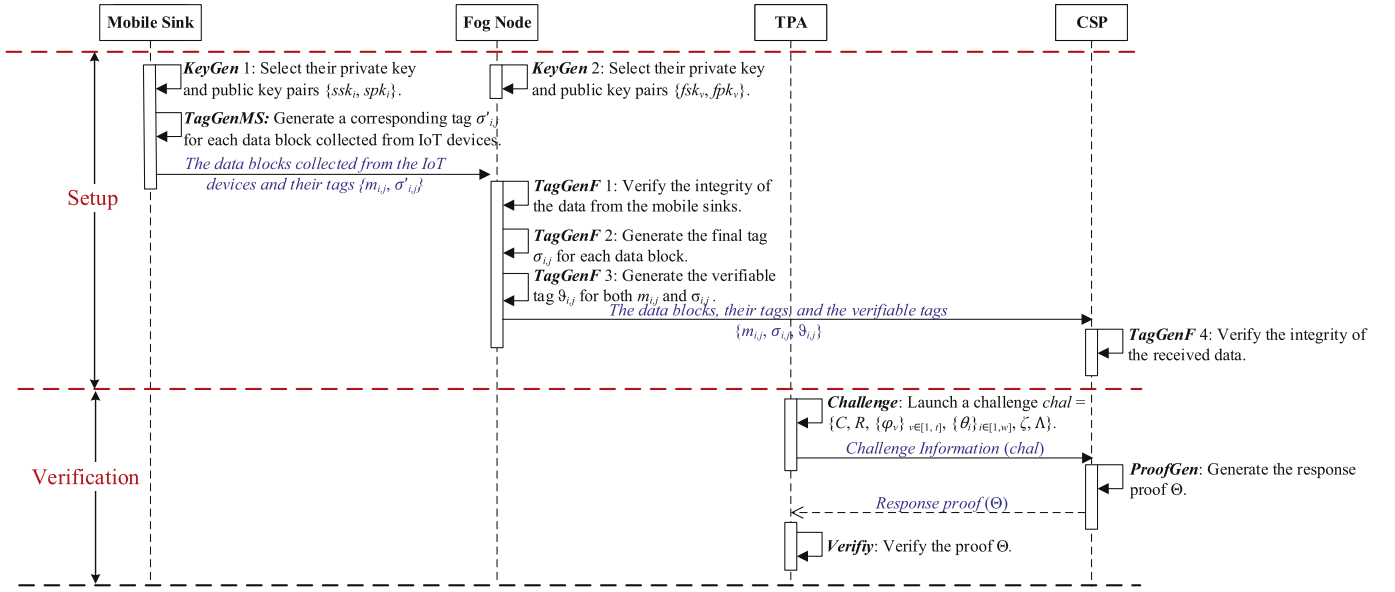 Mobile Sink
Fog Node
TPA
CSP
KeyGen 1: Select their private key
and public key pairs {sskᵢ, spkᵢ}.
KeyGen 2: Select their private key
and public key pairs {fskᵥ, fpkᵥ}.
TagGenMS: Generate a corresponding tag σ'i,j
for each data block collected from IoT devices.
The data blocks collected from the IoT
devices and their tags {mi,j, σ'i,j}
Setup
TagGenF 1: Verify the integrity of
the data from the mobile sinks.
TagGenF 2: Generate the final tag
σi,j for each data block.
TagGenF 3: Generate the verifiable
tag ϑi,j for both mi,j and σi,j.
The data blocks, their tags, and the verifiable tags
{mi,j, σi,j, ϑi,j}
TagGenF 4: Verify the integrity of
the received data.
Challenge: Launch a challenge chal =
{C, R, {φᵥ} v∈[1, t], {θᵢ}i∈[1,w], ζ, Λ}.
Challenge Information (chal)
Verification
ProofGen: Generate the response
proof Θ.
Response proof (Θ)
Verifiy: Verify the proof Θ.